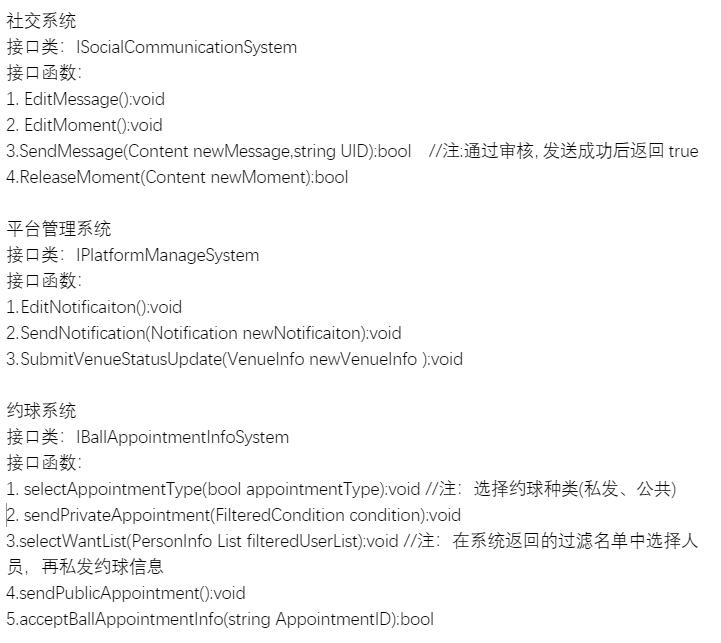 社交系统
接口类：ISocialCommunicationSystem
接口函数：
1. EditMessage():void
2. EditMoment():void
3.SendMessage(Content newMessage,string UID):bool    //注:通过审核, 发送成功后返回 true
4.ReleaseMoment(Content newMoment):bool
平台管理系统
接口类：IPlatformManageSystem
接口函数：
1.EditNotificaiton():void
2.SendNotification(Notification newNotificaiton):void
3.SubmitVenueStatusUpdate(VenueInfo newVenueInfo ):void
约球系统
接口类：IBallAppointmentInfoSystem
接口函数：
1. selectAppointmentType(bool appointmentType):void //注：选择约球种类(私发、公共)
2. sendPrivateAppointment(FilteredCondition condition):void
3.selectWantList(PersonInfo List filteredUserList):void //注：在系统返回的过滤名单中选择人
员，再私发约球信息
4.sendPublicAppointment():void
5.acceptBallAppointmentInfo(string AppointmentID):bool